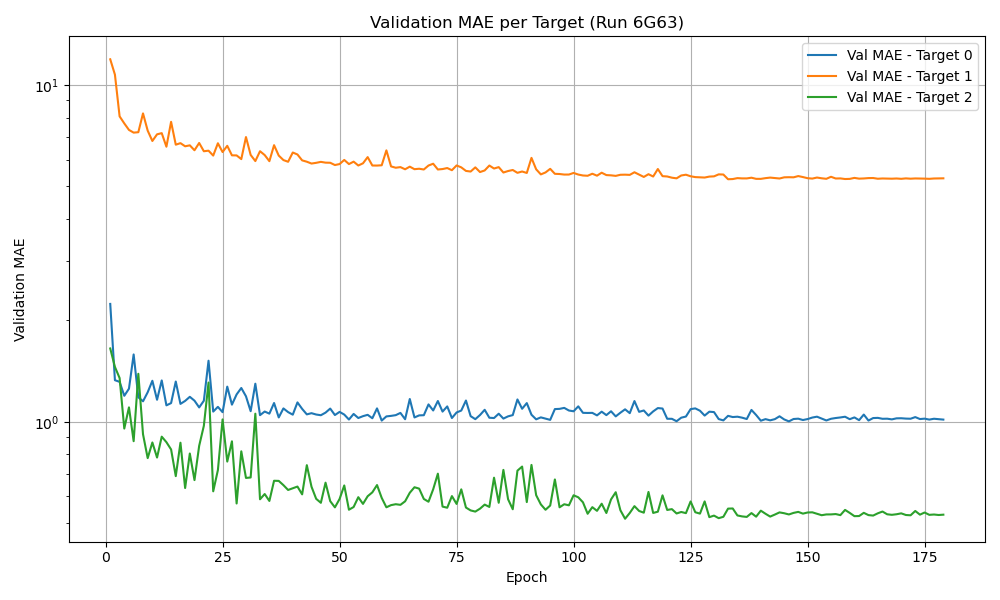 Validation MAE per Target (Run 6G63)
Val MAE - Target 0
Val MAE - Target 1
Val MAE - Target 2
10¹
10⁰
Validation MAE
0 25 50 75 100 125 150 175
Epoch